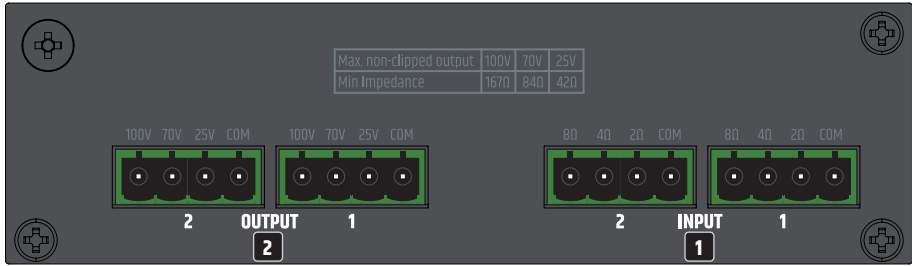 Max. non-clipped output 100V 70V 25V
Min Impedance 167Ω 84Ω 42Ω
100V 70V 25V COM 100V 70V 25V COM 8Ω 4Ω 2Ω COM 8Ω 4Ω 2Ω COM
2 OUTPUT 1 2 INPUT 1
2 1